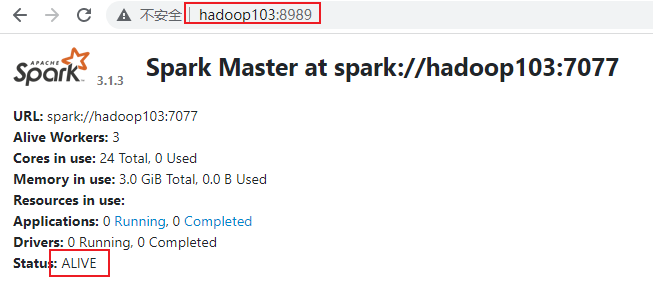 不安全 hadoop103:8989
APACHE Spark 3.1.3 Spark Master at spark://hadoop103:7077
URL: spark://hadoop103:7077
Alive Workers: 3
Cores in use: 24 Total, 0 Used
Memory in use: 3.0 GiB Total, 0.0 B Used
Resources in use:
Applications: 0 Running, 0 Completed
Drivers: 0 Running, 0 Completed
Status: ALIVE